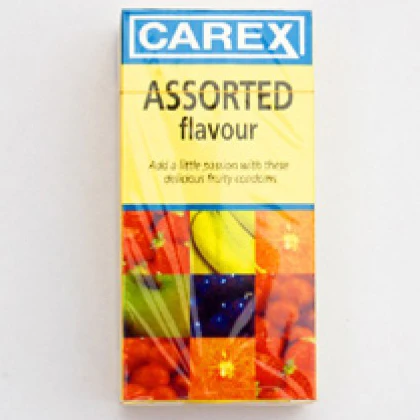 CAREX
ASSORTED
flavour
Add a little passion with these
delicious fruity condoms